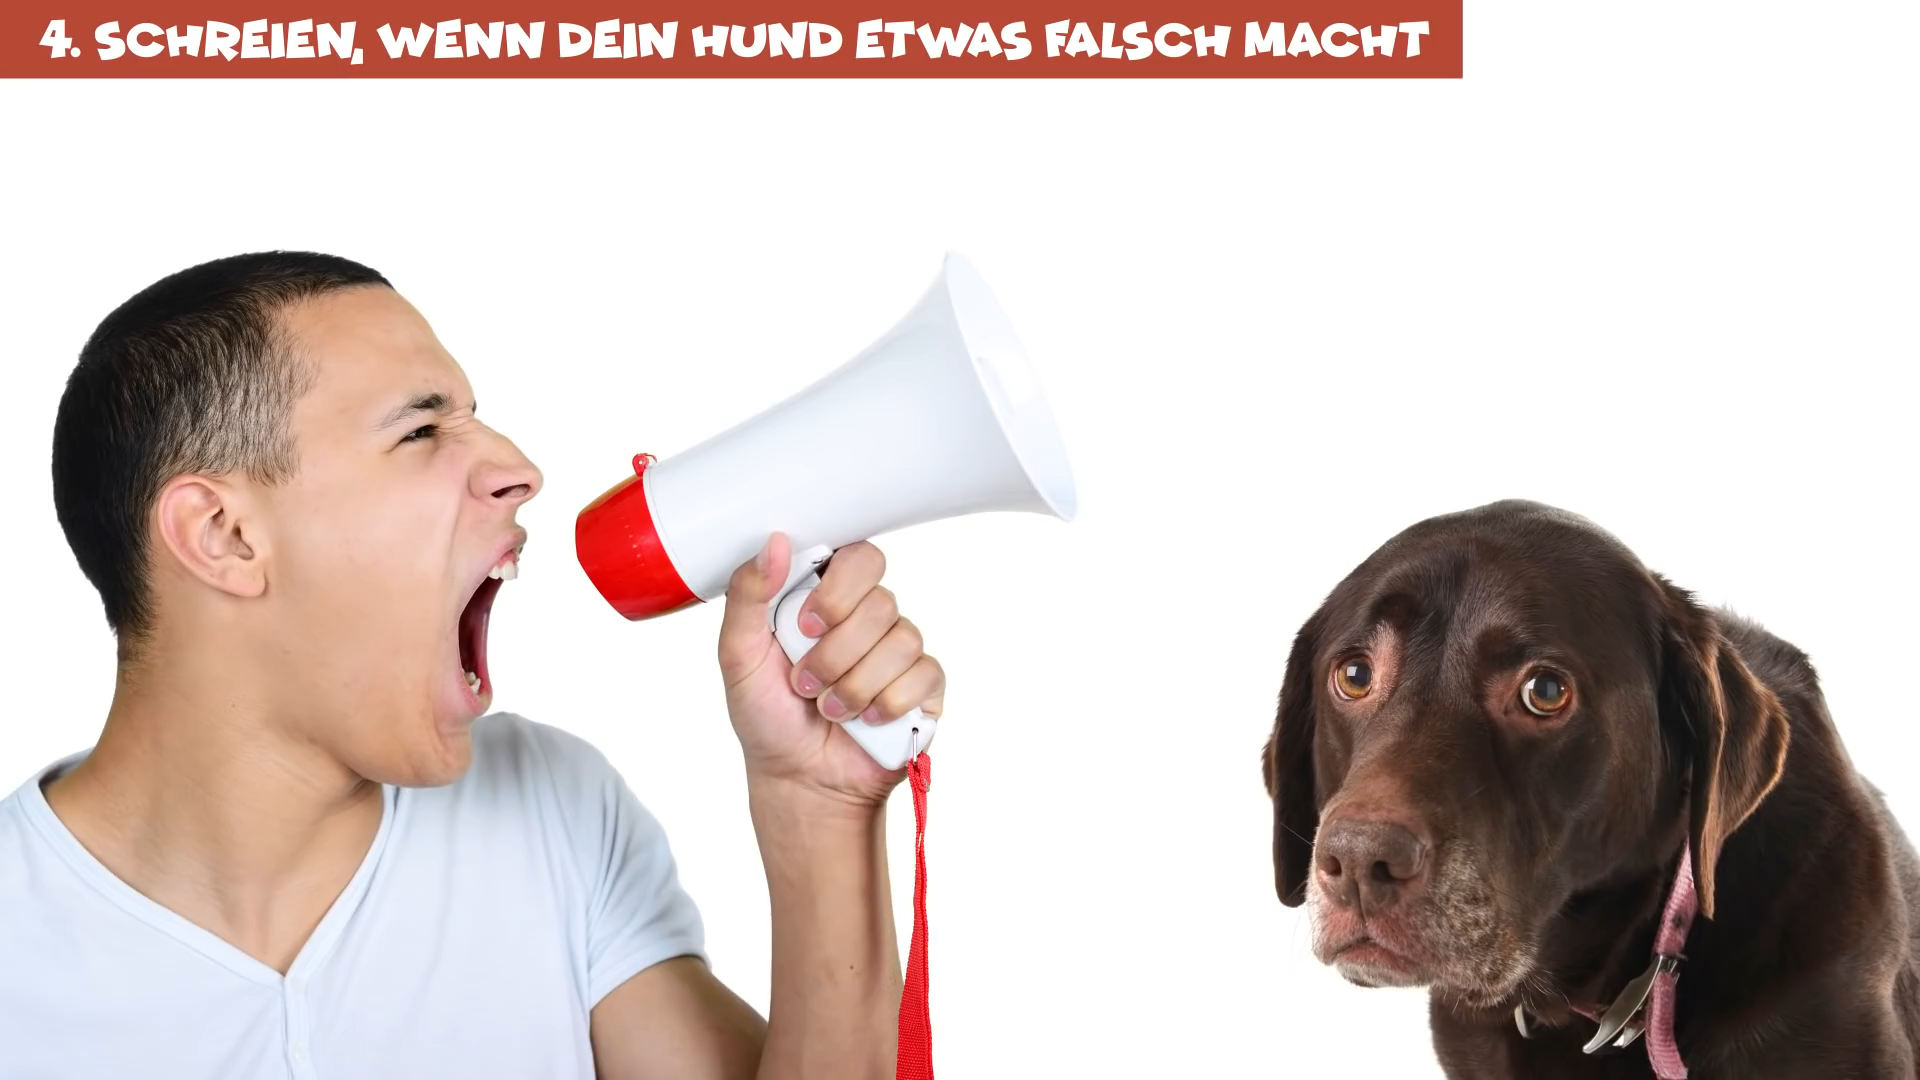 4. SCHREIEN, WENN DEIN HUND ETWAS FALSCH MACHT